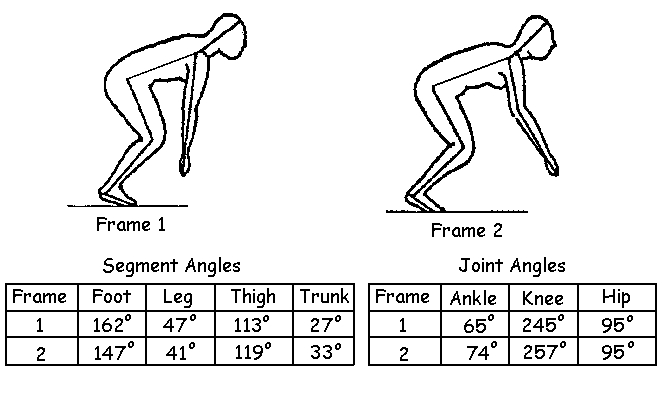 Frame 1
Frame 2
Segment Angles
Frame Foot Leg Thigh Trunk
1 162° 47° 113° 27°
2 147° 41° 119° 33°
Joint Angles
Frame Ankle Knee Hip
1 65° 245° 95°
2 74° 257° 95°